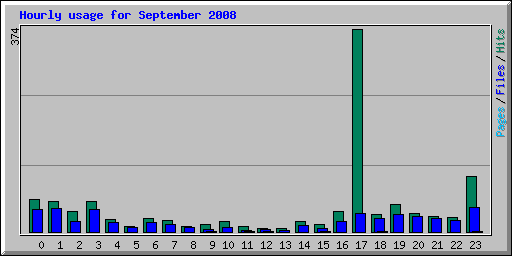 Hourly usage for September 2008
374
Pages/Files/Hits
0 1 2 3 4 5 6 7 8 9 10 11 12 13 14 15 16 17 18 19 20 21 22 23